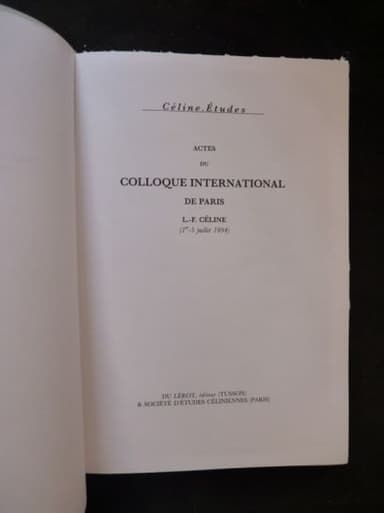 Céline.Études
ACTES
DU
COLLOQUE INTERNATIONAL
DE PARIS
L.-F. CÉLINE
(1er-3 juillet 1994)
DU LÉROT, éditeur (TUSSON)
& SOCIÉTÉ D'ÉTUDES CÉLINIENNES (PARIS)